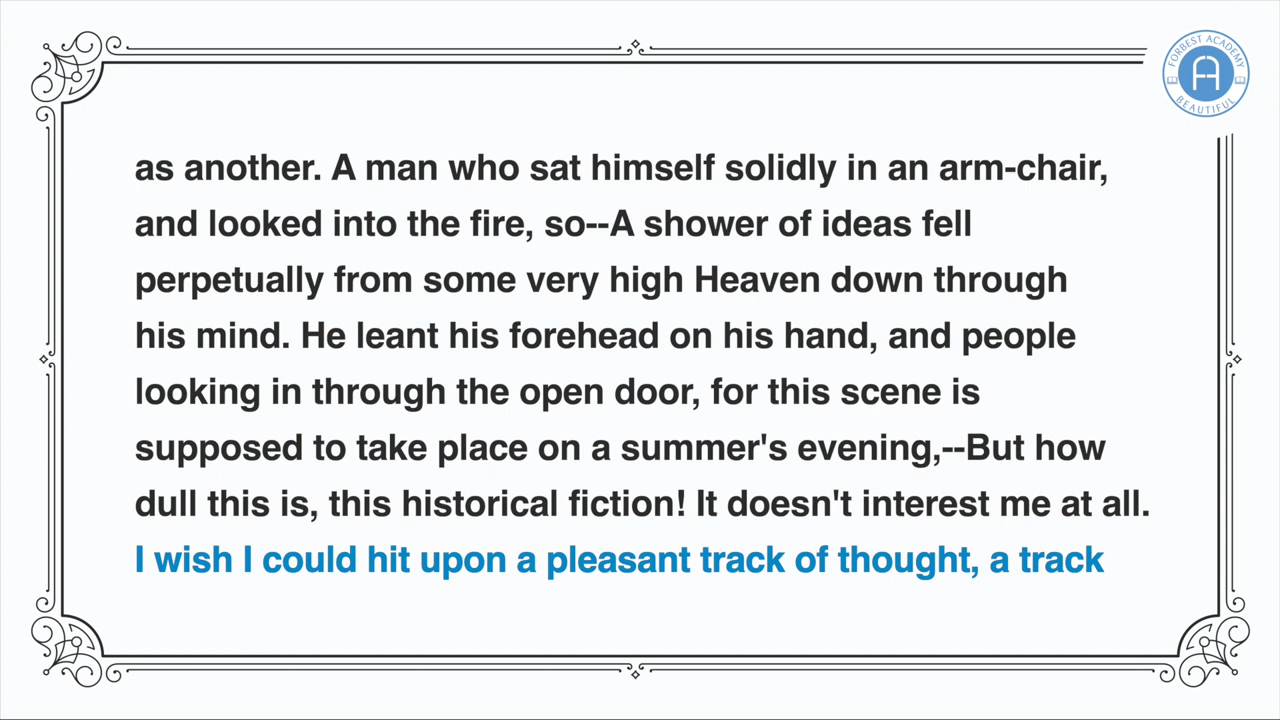 FORBEST ACADEMY
A
BEAUTIFUL
as another. A man who sat himself solidly in an arm-chair,
and looked into the fire, so--A shower of ideas fell
perpetually from some very high Heaven down through
his mind. He leant his forehead on his hand, and people
looking in through the open door, for this scene is
supposed to take place on a summer's evening,--But how
dull this is, this historical fiction! It doesn't interest me at all.
I wish I could hit upon a pleasant track of thought, a track